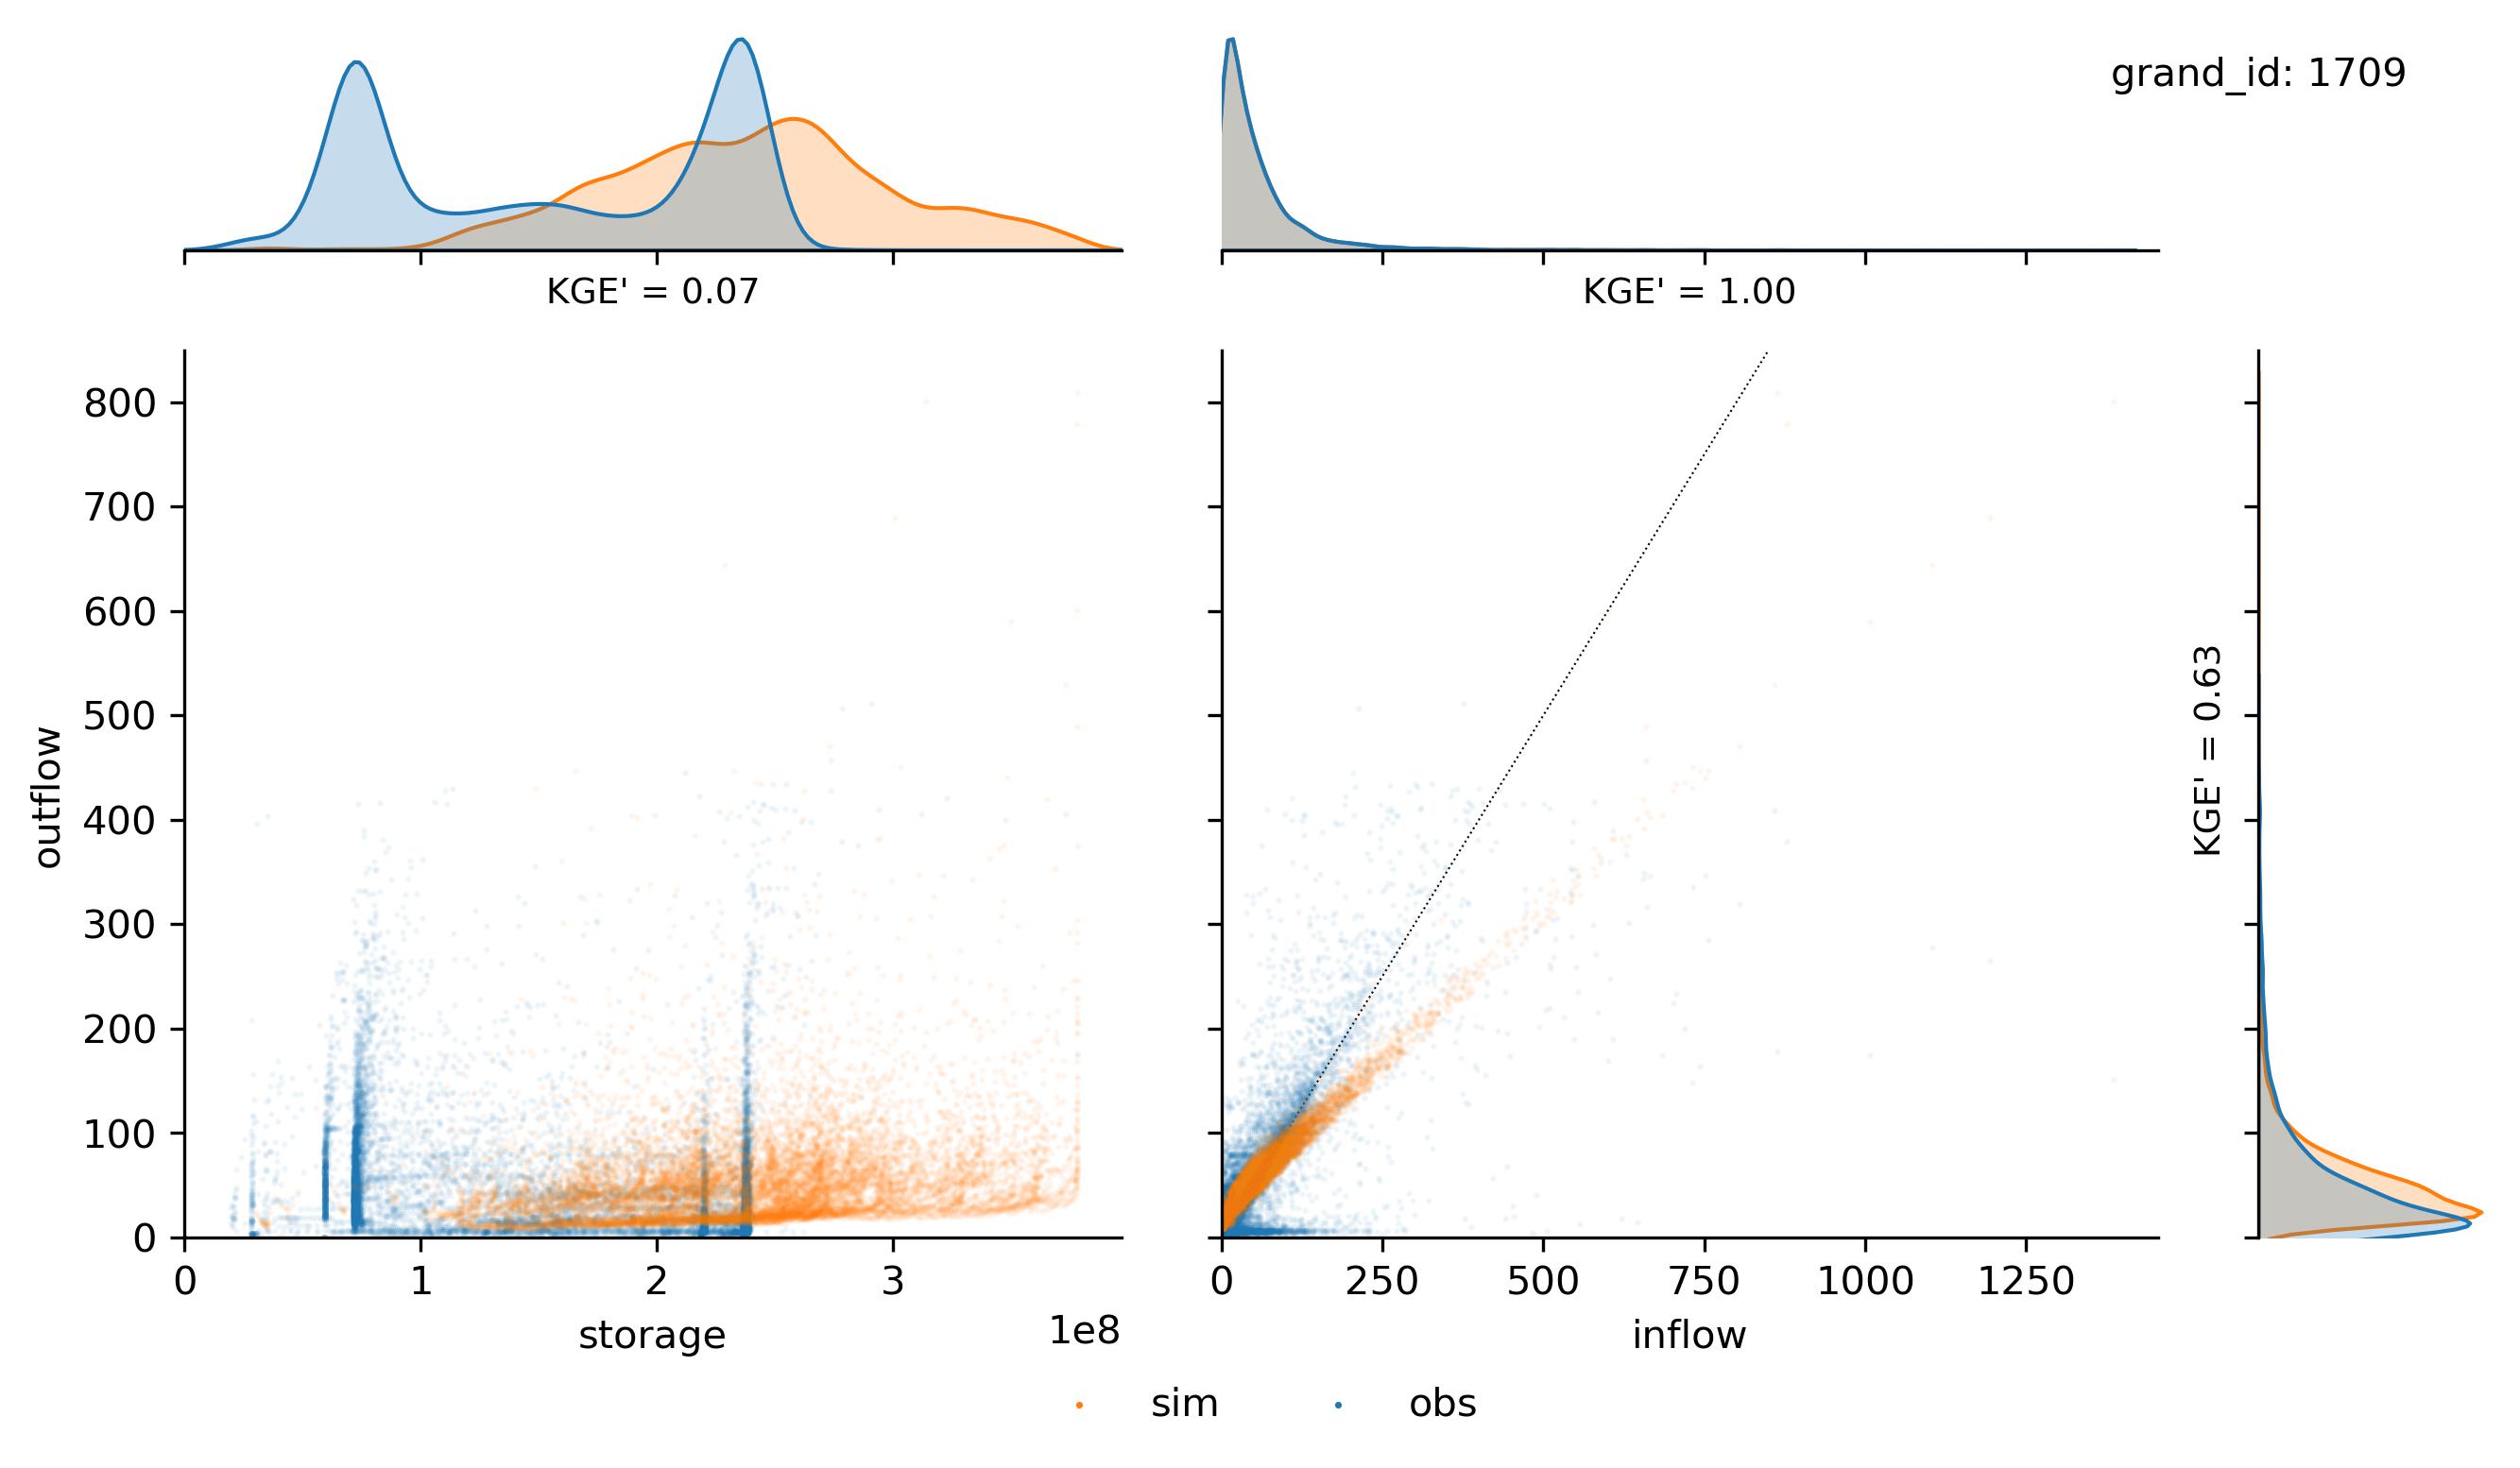 grand_id: 1709
KGE' = 0.07
KGE' = 1.00
800
700
600
500
400
300
200
100
0
outflow
KGE' = 0.63
0 1 2 3
0 250 500 750 1000 1250
storage 1e8
inflow
sim obs